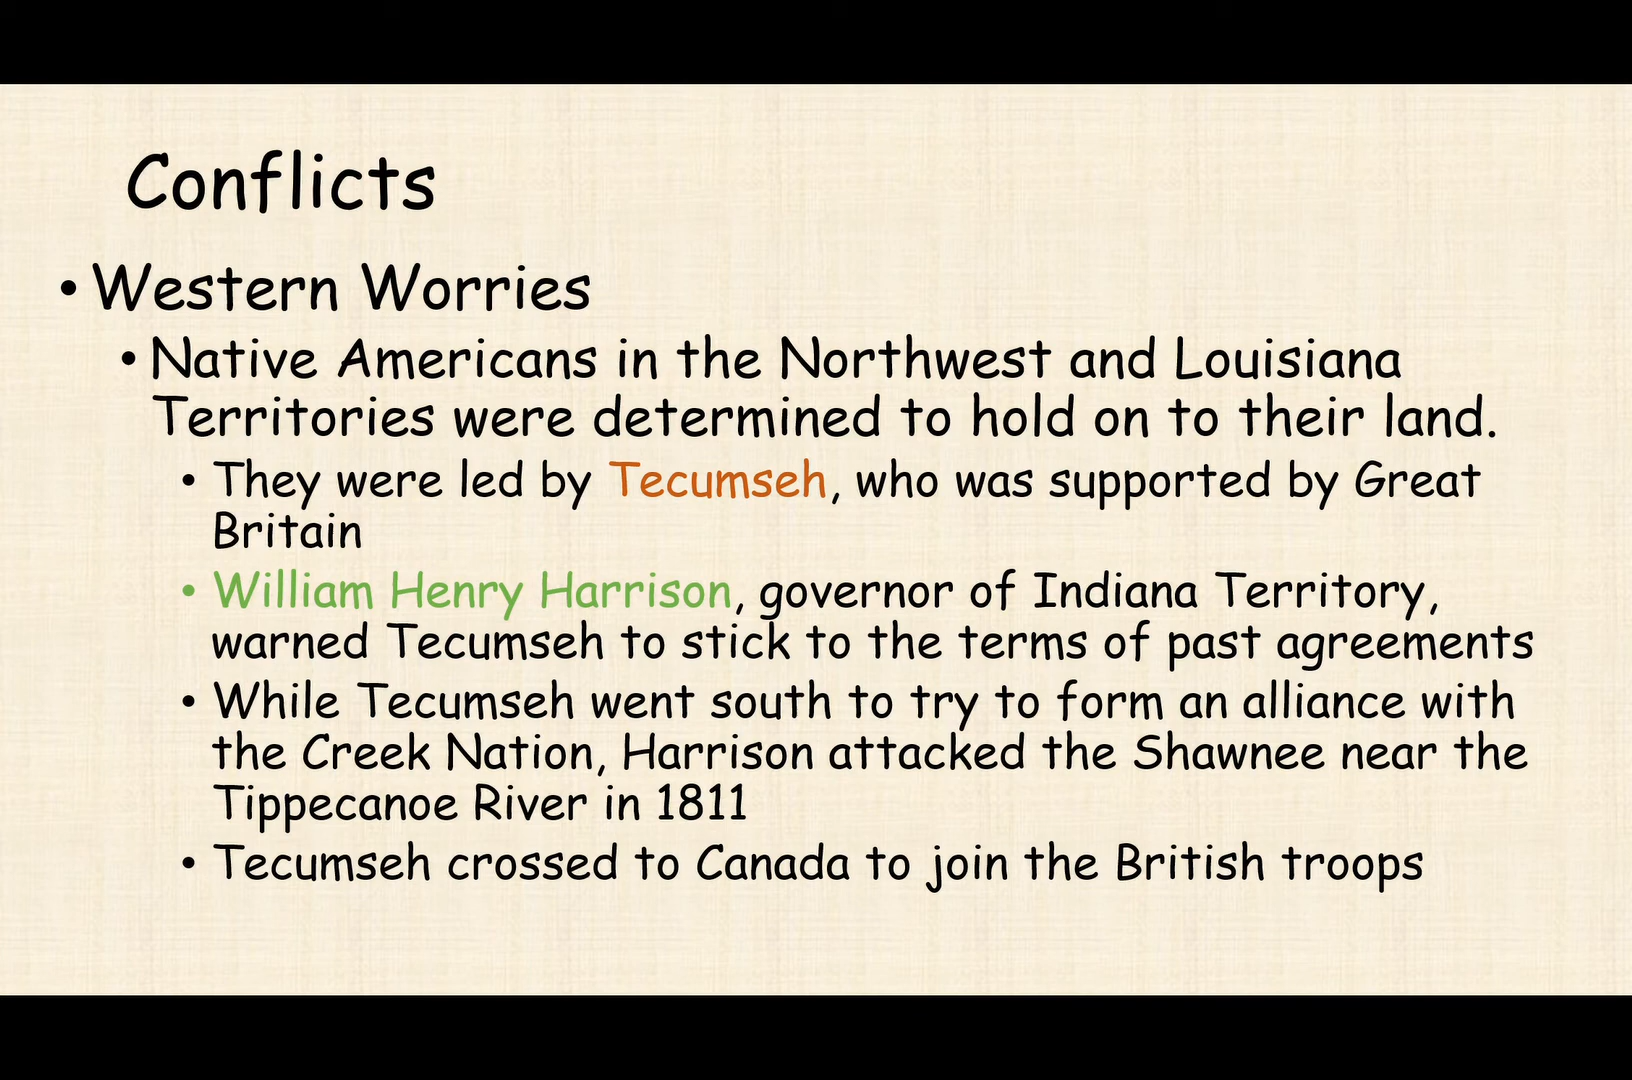 Conflicts
• Western Worries
• Native Americans in the Northwest and Louisiana
Territories were determined to hold on to their land.
• They were led by Tecumseh, who was supported by Great
Britain
• William Henry Harrison, governor of Indiana Territory,
warned Tecumseh to stick to the terms of past agreements
• While Tecumseh went south to try to form an alliance with
the Creek Nation, Harrison attacked the Shawnee near the
Tippecanoe River in 1811
• Tecumseh crossed to Canada to join the British troops